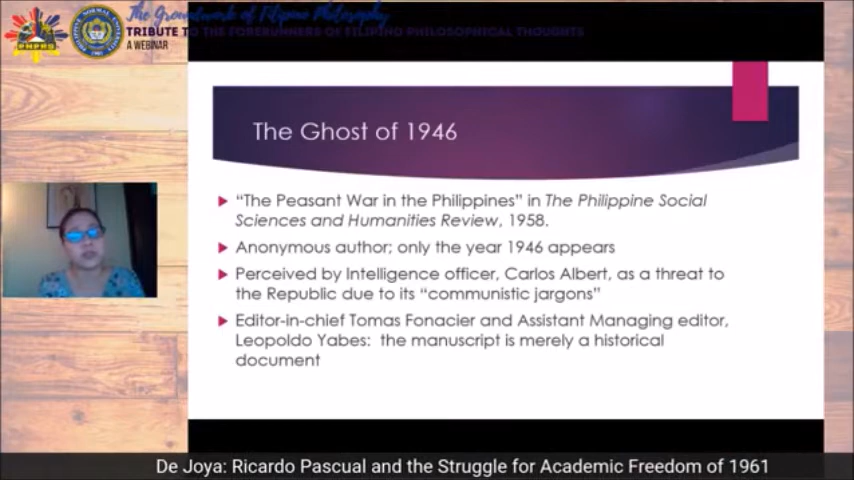 The Groundwork of Filipino Philosophy
TRIBUTE TO THE FORERUNNERS OF FILIPINO PHILOSOPHICAL THOUGHTS
A WEBINAR
The Ghost of 1946
“The Peasant War in the Philippines” in The Philippine Social
Sciences and Humanities Review, 1958.
Anonymous author; only the year 1946 appears
Perceived by Intelligence officer, Carlos Albert, as a threat to
the Republic due to its “communistic jargons”
Editor-in-chief Tomas Fonacier and Assistant Managing editor,
Leopoldo Yabes: the manuscript is merely a historical
document
De Joya: Ricardo Pascual and the Struggle for Academic Freedom of 1961